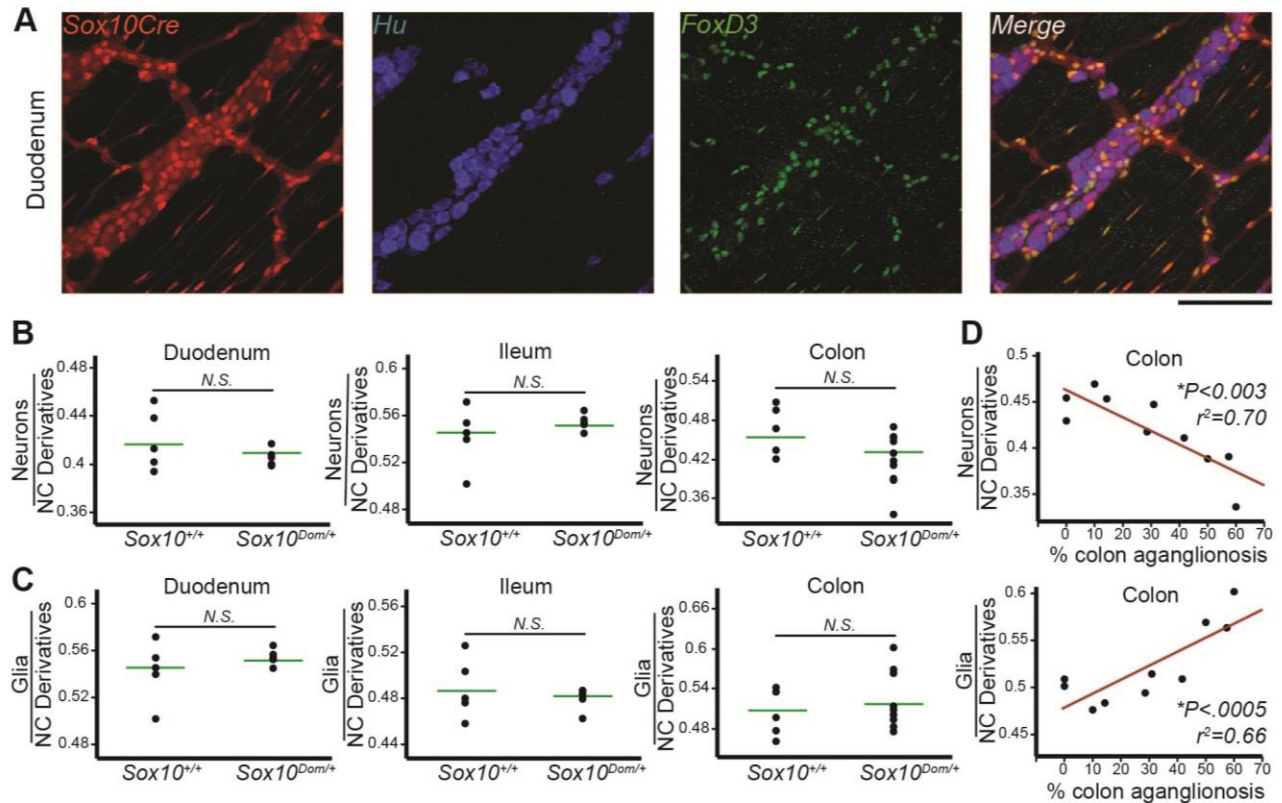 A
Sox10Cre
Hu
FoxD3
Merge
Duodenum
B
Duodenum
Neurons
NC Derivatives
0.48
0.44
0.4
0.36
N.S.
Sox10+/+
Sox10Dom/+
Ileum
Neurons
NC Derivatives
0.6
0.56
0.52
0.48
N.S.
Sox10+/+
Sox10Dom/+
Colon
Neurons
NC Derivatives
0.54
0.48
0.42
0.36
N.S.
Sox10+/+
Sox10Dom/+
D
Colon
Neurons
NC Derivatives
0.5
0.45
0.4
0.35
*P<0.003
r2=0.70
0 10 20 30 40 50 60 70
% colon aganglionosis
C
Duodenum
Glia
NC Derivatives
0.6
0.56
0.52
0.48
N.S.
Sox10+/+
Sox10Dom/+
Ileum
Glia
NC Derivatives
0.56
0.52
0.48
0.44
N.S.
Sox10+/+
Sox10Dom/+
Colon
Glia
NC Derivatives
0.66
0.6
0.54
0.48
N.S.
Sox10+/+
Sox10Dom/+
Colon
Glia
NC Derivatives
0.6
0.55
0.5
0.45
*P<.0005
r2=0.66
0 10 20 30 40 50 60 70
% colon aganglionosis